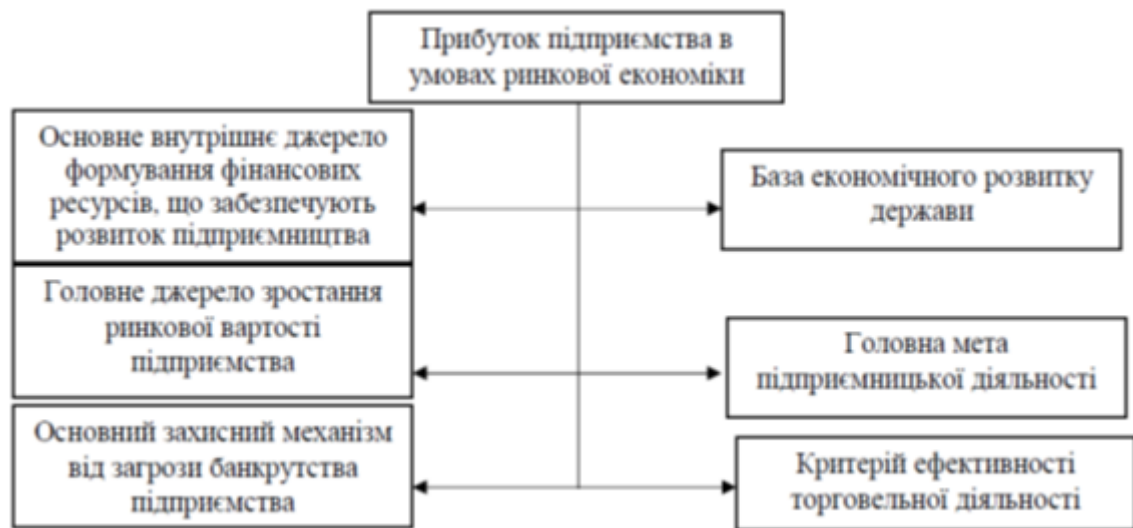 Прибуток підприємства в
умовах ринкової економіки
Основне внутрішнє джерело
формування фінансових
ресурсів, що забезпечують
розвиток підприємництва
База економічного розвитку
держави
Головне джерело зростання
ринкової вартості
підприємства
Головна мета
підприємницької діяльності
Основний захисний механізм
від загрози банкрутства
підприємства
Критерій ефективності
торговельної діяльності